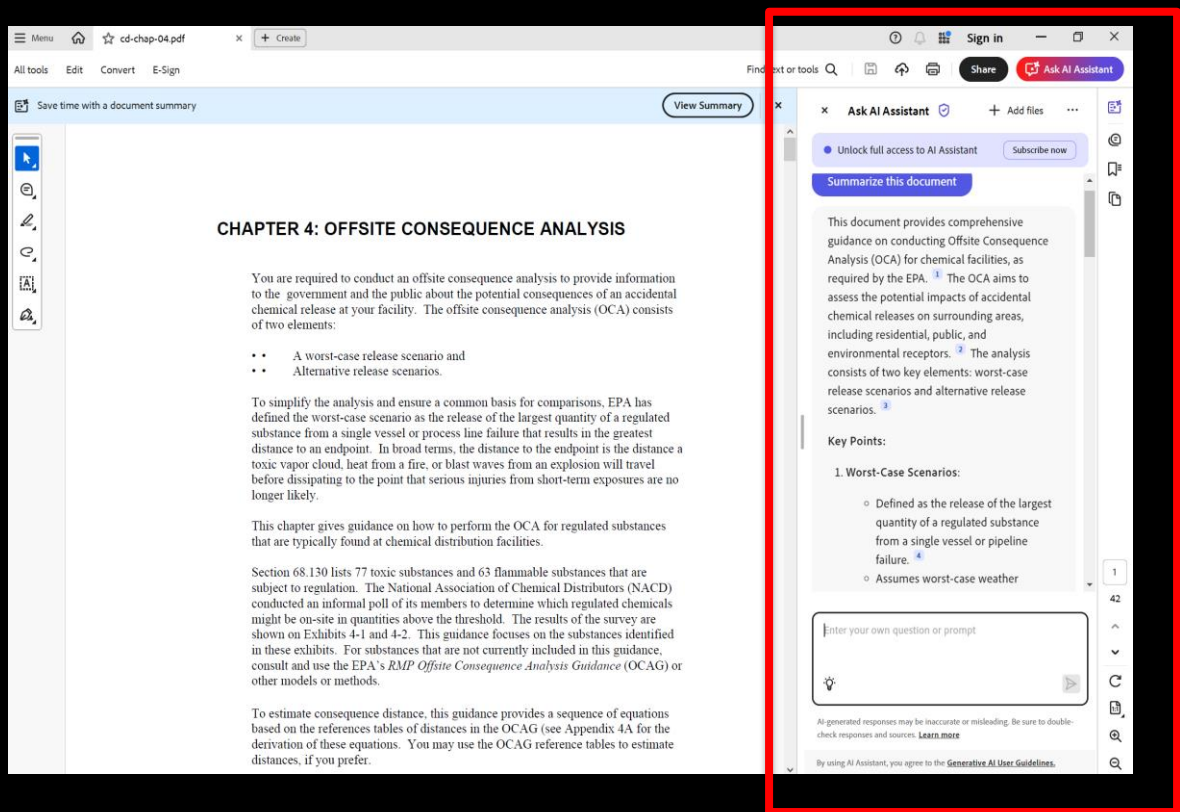 Menu
cd-chap-04.pdf
Create
Sign in
All tools Edit Convert E-Sign
Find text or tools
Share
Ask AI Assistant
Save time with a document summary
View Summary
CHAPTER 4: OFFSITE CONSEQUENCE ANALYSIS
You are required to conduct an offsite consequence analysis to provide information
to the government and the public about the potential consequences of an accidental
chemical release at your facility. The offsite consequence analysis (OCA) consists
of two elements:
• • A worst-case release scenario and
• • Alternative release scenarios.
To simplify the analysis and ensure a common basis for comparisons, EPA has
defined the worst-case scenario as the release of the largest quantity of a regulated
substance from a single vessel or process line failure that results in the greatest
distance to an endpoint. In broad terms, the distance to the endpoint is the distance a
toxic vapor cloud, heat from a fire, or blast waves from an explosion will travel
before dissipating to the point that serious injuries from short-term exposures are no
longer likely.
This chapter gives guidance on how to perform the OCA for regulated substances
that are typically found at chemical distribution facilities.
Section 68.130 lists 77 toxic substances and 63 flammable substances that are
subject to regulation. The National Association of Chemical Distributors (NACD)
conducted an informal poll of its members to determine which regulated chemicals
might be on-site in quantities above the threshold. The results of the survey are
shown on Exhibits 4-1 and 4-2. This guidance focuses on the substances identified
in these exhibits. For substances that are not currently included in this guidance,
consult and use the EPA's RMP Offsite Consequence Analysis Guidance (OCAG) or
other models or methods.
To estimate consequence distance, this guidance provides a sequence of equations
based on the references tables of distances in the OCAG (see Appendix 4A for the
derivation of these equations. You may use the OCAG reference tables to estimate
distances, if you prefer.
Ask AI Assistant
Add files
Unlock full access to AI Assistant
Subscribe now
Summarize this document
This document provides comprehensive
guidance on conducting Offsite Consequence
Analysis (OCA) for chemical facilities, as
required by the EPA. 1 The OCA aims to
assess the potential impacts of accidental
chemical releases on surrounding areas,
including residential, public, and
environmental receptors. 2 The analysis
consists of two key elements: worst-case
release scenarios and alternative release
scenarios. 3
Key Points:
1. Worst-Case Scenarios:
○ Defined as the release of the largest
quantity of a regulated substance
from a single vessel or pipeline
failure. 4
○ Assumes worst-case weather
Enter your own question or prompt
AI-generated responses may be inaccurate or misleading. Be sure to double-
check responses and sources. Learn more
By using AI Assistant, you agree to the Generative AI User Guidelines.
1
42